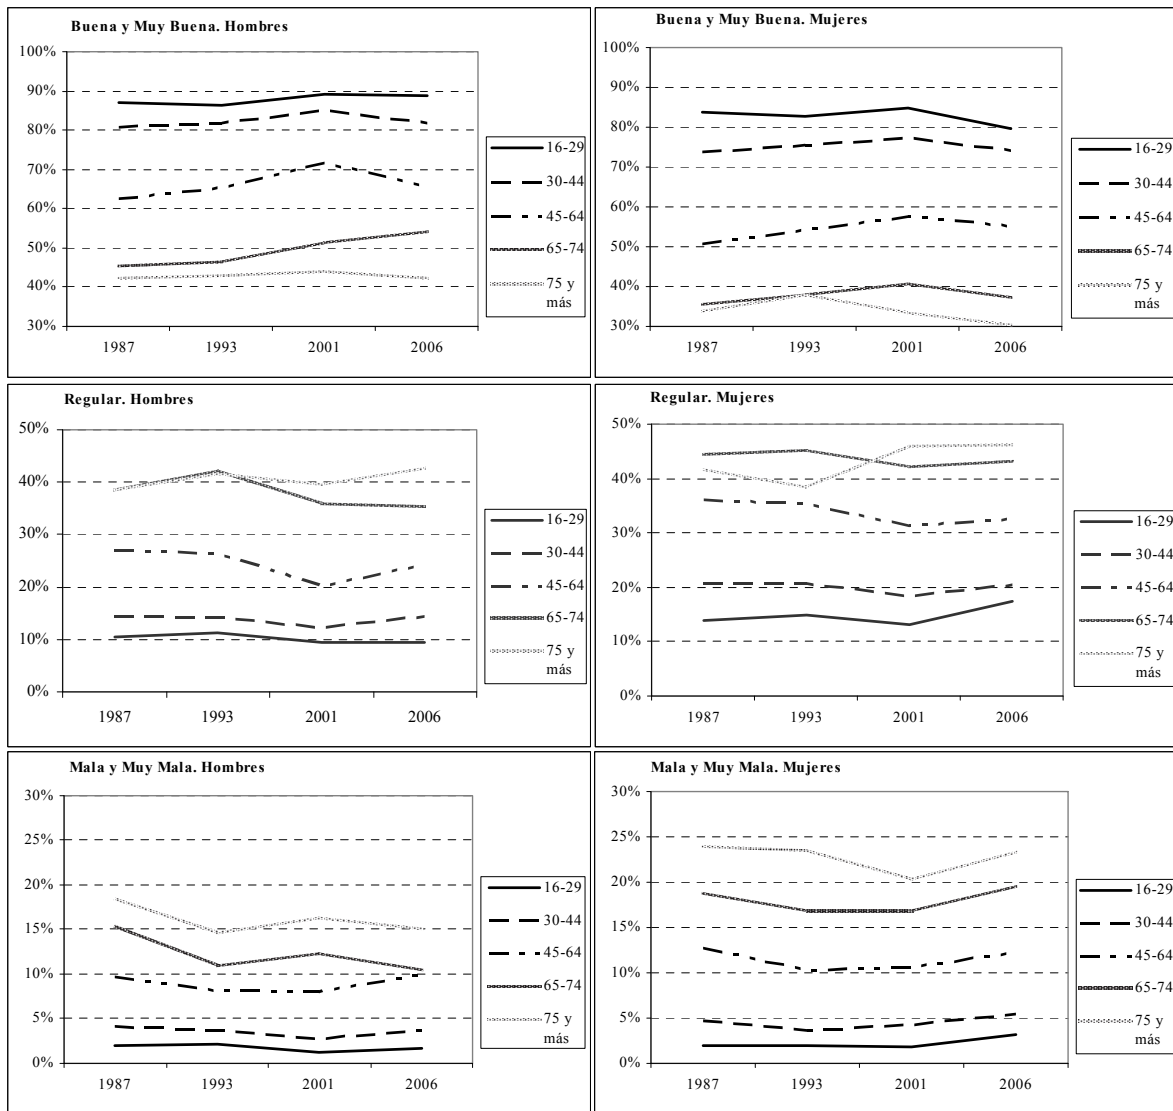 Buena y Muy Buena. Hombres
100%
90%
80%
70%
60%
50%
40%
30%
1987 1993 2001 2006
16-29
30-44
45-64
65-74
75 y
más
Buena y Muy Buena. Mujeres
100%
90%
80%
70%
60%
50%
40%
30%
1987 1993 2001 2006
16-29
30-44
45-64
65-74
75 y
más
Regular. Hombres
50%
40%
30%
20%
10%
0%
1987 1993 2001 2006
16-29
30-44
45-64
65-74
75 y
más
Regular. Mujeres
50%
40%
30%
20%
10%
0%
1987 1993 2001 2006
16-29
30-44
45-64
65-74
75 y
más
Mala y Muy Mala. Hombres
30%
25%
20%
15%
10%
5%
0%
1987 1993 2001 2006
16-29
30-44
45-64
65-74
75 y
más
Mala y Muy Mala. Mujeres
30%
25%
20%
15%
10%
5%
0%
1987 1993 2001 2006
16-29
30-44
45-64
65-74
75 y
más